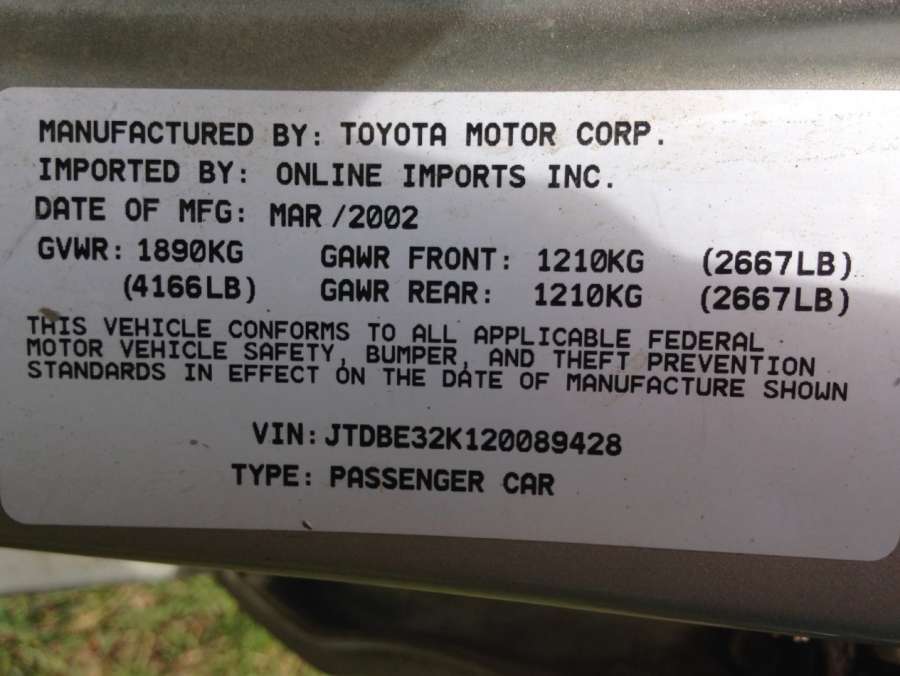 MANUFACTURED BY: TOYOTA MOTOR CORP.
IMPORTED BY: ONLINE IMPORTS INC.
DATE OF MFG: MAR /2002
GVWR: 1890KG GAWR FRONT: 1210KG (2667LB)
(4166LB) GAWR REAR: 1210KG (2667LB)
THIS VEHICLE CONFORMS TO ALL APPLICABLE FEDERAL
MOTOR VEHICLE SAFETY, BUMPER, AND THEFT PREVENTION
STANDARDS IN EFFECT ON THE DATE OF MANUFACTURE SHOWN
VIN: JTDBE32K120089428
TYPE: PASSENGER CAR